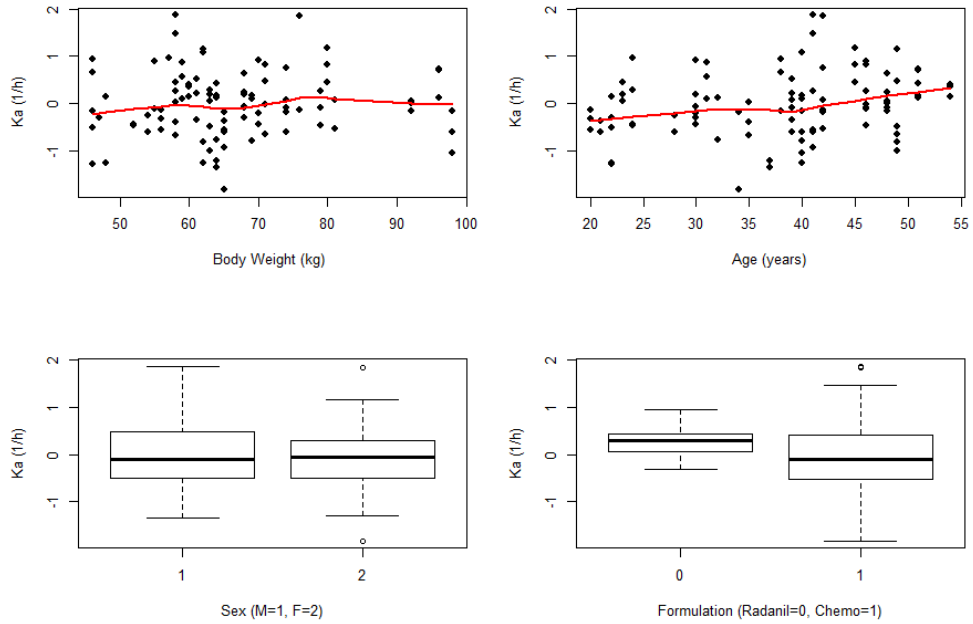 2
1
0
-1
Ka (1/h)
50 60 70 80 90 100
Body Weight (kg)
2
1
0
-1
Ka (1/h)
20 25 30 35 40 45 50 55
Age (years)
2
1
0
-1
Ka (1/h)
1 2
Sex (M=1, F=2)
2
1
0
-1
Ka (1/h)
0 1
Formulation (Radanil=0, Chemo=1)